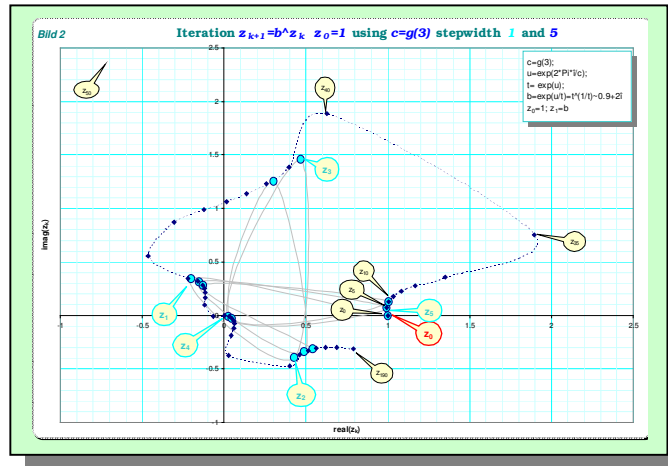 Bild 2
Iteration z k+1 =b^z k z 0 =1 using c=g(3) stepwidth 1 and 5
c=g(3);
u=exp(2*Pi*î/c);
t= exp(u);
b=exp(u/t)=t^(1/t)~0.9+2î
z0=1; z1=b
imag(zk)
2.5
2
1.5
1
0.5
0
-0.5
-1
-1
-0.5
0
0.5
1
1.5
2
2.5
real(zk)
z50
z40
z3
z35
z10
z5
z0
z5
z0
z1
z4
z2
z190